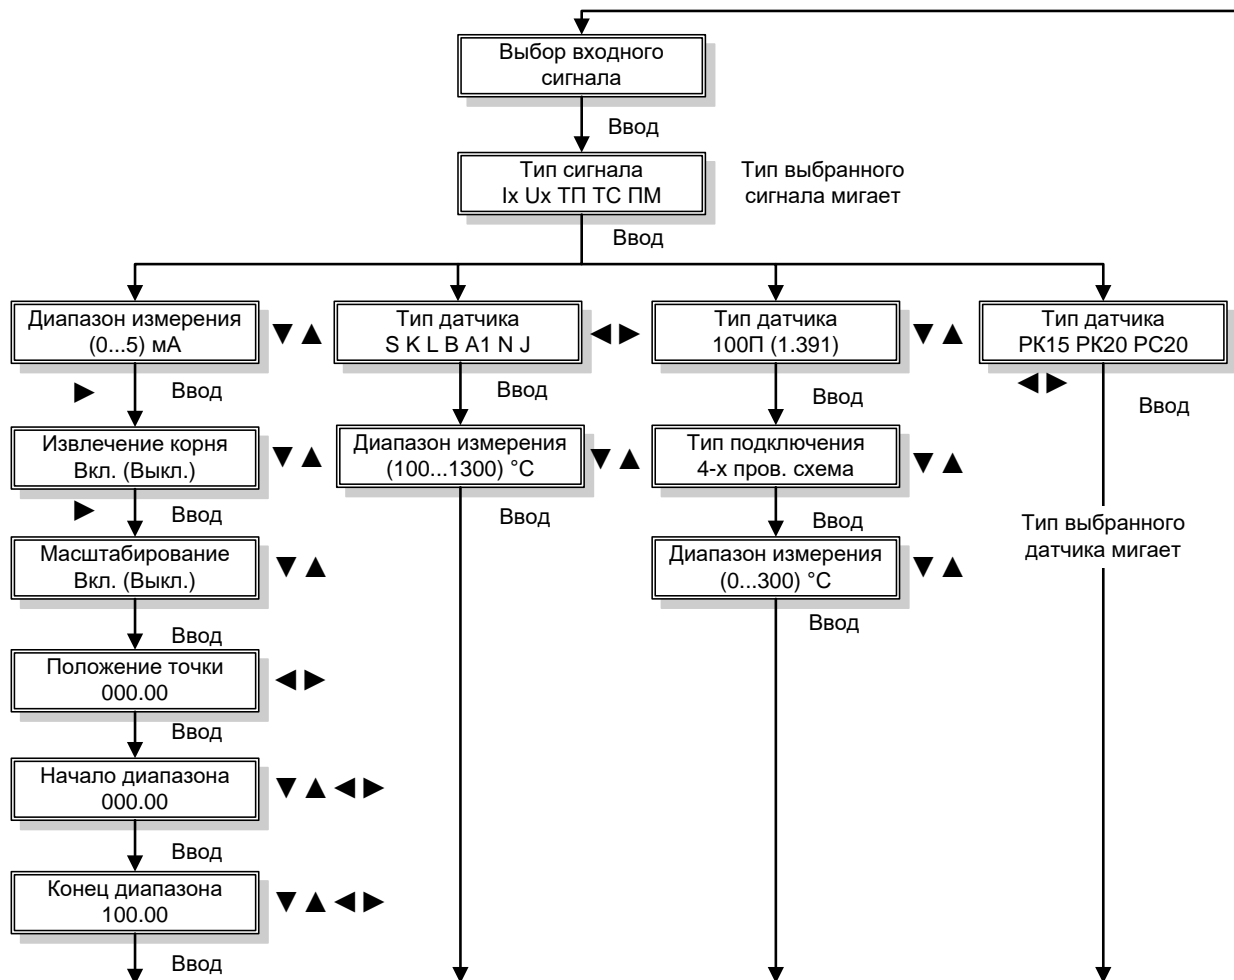 Выбор входного
сигнала
Ввод
Тип сигнала
Ix Ux ТП ТС ПМ
Тип выбранного
сигнала мигает
Ввод
Диапазон измерения
(0...5) мА
▼ ▲
► Ввод
Извлечение корня
Вкл. (Выкл.)
▼ ▲
► Ввод
Масштабирование
Вкл. (Выкл.)
▼ ▲
Ввод
Положение точки
000.00
◄ ►
Ввод
Начало диапазона
000.00
▼ ▲ ◄ ►
Ввод
Конец диапазона
100.00
▼ ▲ ◄ ►
Ввод
Тип датчика
S K L B A1 N J
◄ ►
Ввод
Диапазон измерения
(100...1300) °C
▼ ▲
Ввод
Тип датчика
100П (1.391)
▼ ▲
Ввод
Тип подключения
4-х пров. схема
▼ ▲
Ввод
Диапазон измерения
(0...300) °C
▼ ▲
Ввод
Тип датчика
РК15 РК20 РС20
◄ ►
Ввод
Тип выбранного
датчика мигает